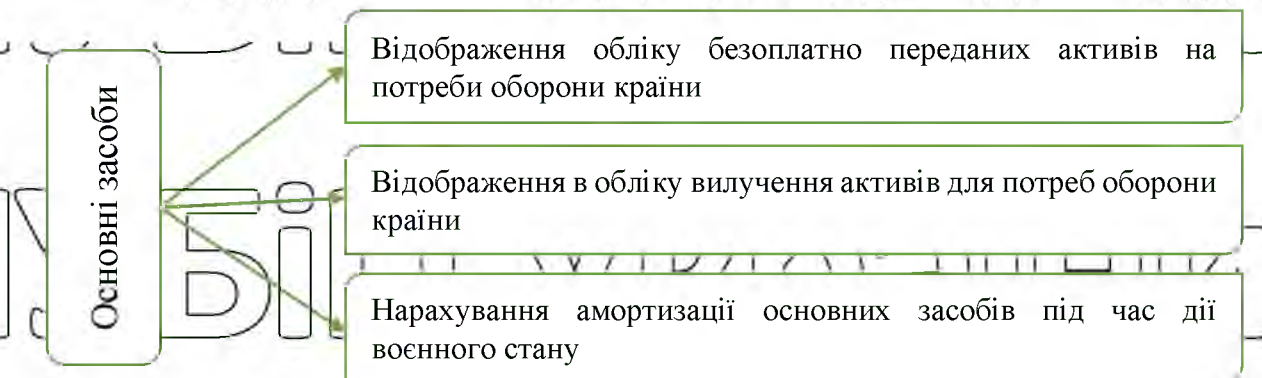 Основні засоби
Відображення обліку безоплатно переданих активів на
потреби оборони країни
Відображення в обліку вилучення активів для потреб оборони
країни
Нарахування амортизації основних засобів під час дії
воєнного стану